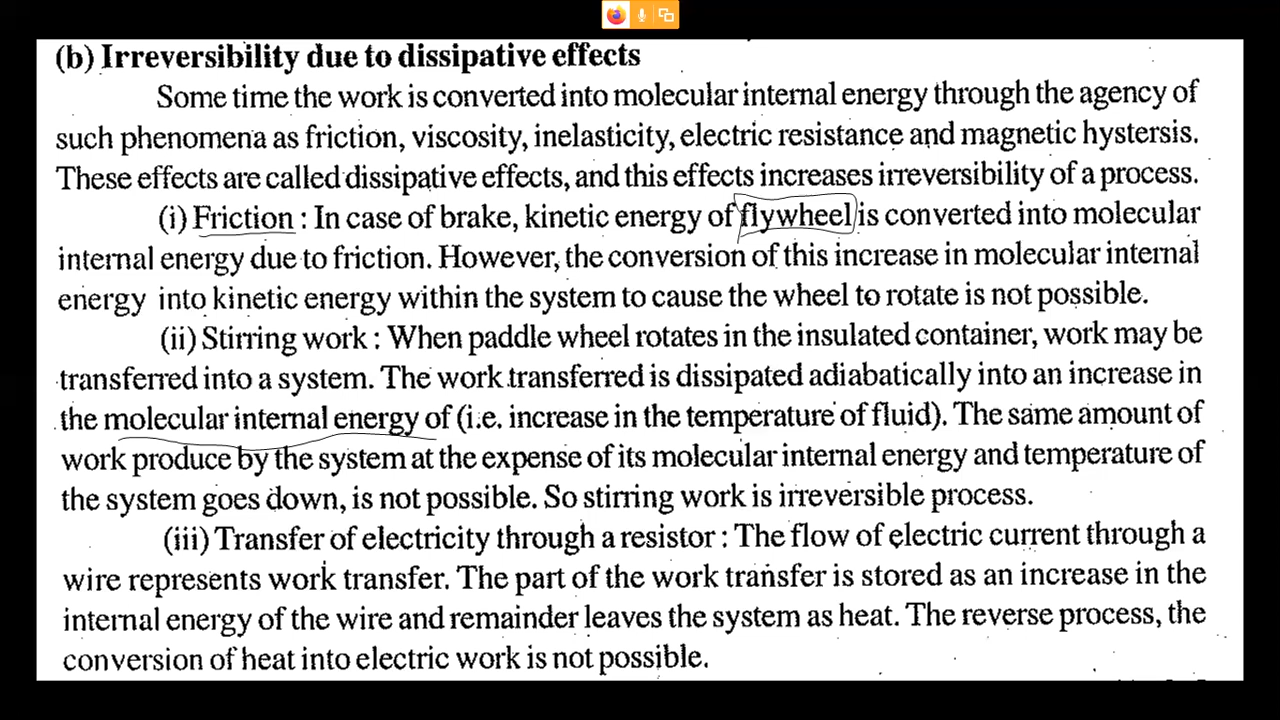 (b) Irreversibility due to dissipative effects
Some time the work is converted into molecular internal energy through the agency of
such phenomena as friction, viscosity, inelasticity, electric resistance and magnetic hystersis.
These effects are called dissipative effects, and this effects increases irreversibility of a process.
(i) Friction : In case of brake, kinetic energy of flywheel is converted into molecular
internal energy due to friction. However, the conversion of this increase in molecular internal
energy into kinetic energy within the system to cause the wheel to rotate is not possible.
(ii) Stirring work : When paddle wheel rotates in the insulated container, work may be
transferred into a system. The work transferred is dissipated adiabatically into an increase in
the molecular internal energy of (i.e. increase in the temperature of fluid). The same amount of
work produce by the system at the expense of its molecular internal energy and temperature of
the system goes down, is not possible. So stirring work is irreversible process.
(iii) Transfer of electricity through a resistor : The flow of electric current through a
wire represents work transfer. The part of the work transfer is stored as an increase in the
internal energy of the wire and remainder leaves the system as heat. The reverse process, the
conversion of heat into electric work is not possible.